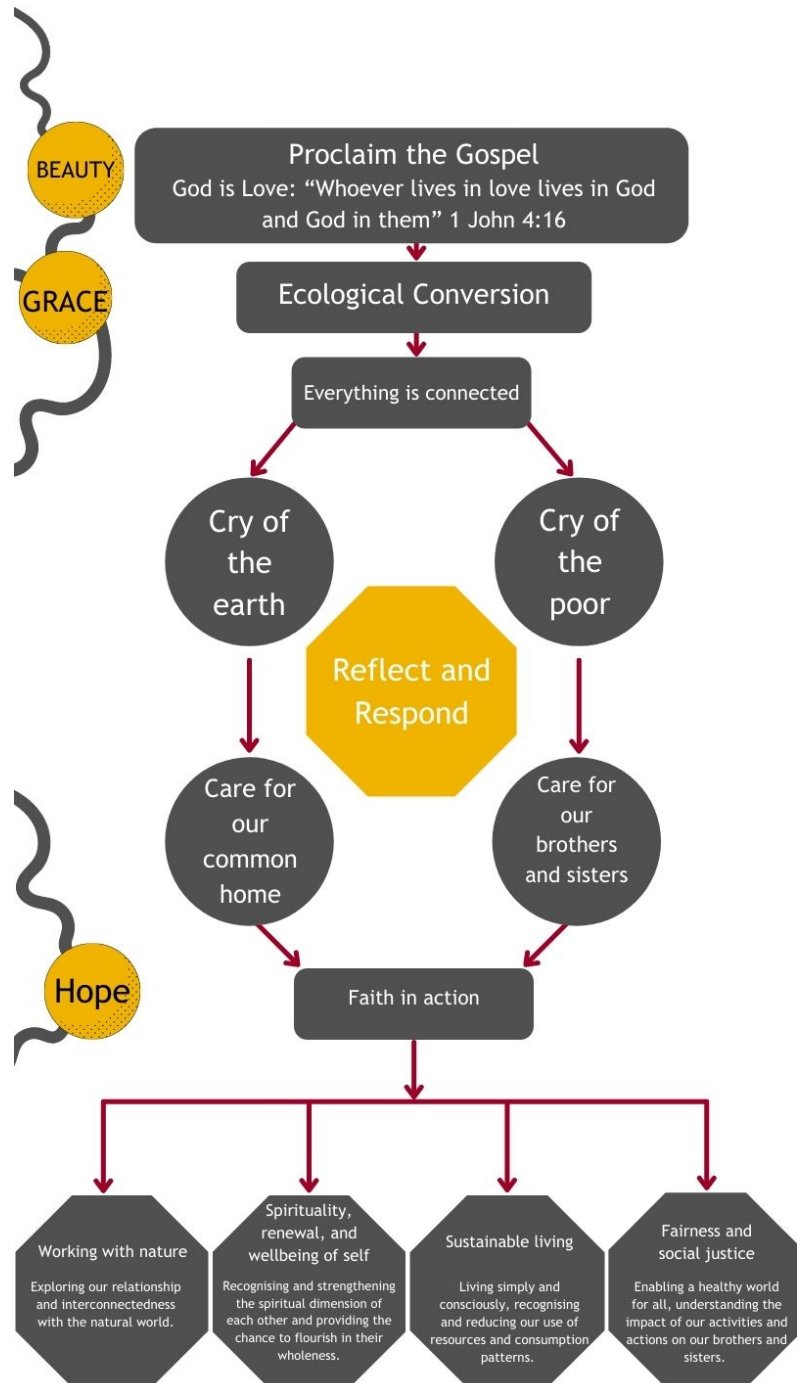 BEAUTY
GRACE
Proclaim the Gospel
God is Love: “Whoever lives in love lives in God
and God in them” 1 John 4:16
Ecological Conversion
Everything is connected
Cry of
the
earth
Cry of
the
poor
Reflect and
Respond
Care for
our
common
home
Care for
our
brothers
and sisters
Hope
Faith in action
Working with nature
Exploring our relationship
and interconnectedness
with the natural world.
Spirituality,
renewal, and
wellbeing of self
Recognising and strengthening
the spiritual dimension of
each other and providing the
chance to flourish in their
wholeness.
Sustainable living
Living simply and
consciously, recognising
and reducing our use of
resources and consumption
patterns.
Fairness and
social justice
Enabling a healthy world
for all, understanding the
impact of our activities and
actions on our brothers and
sisters.